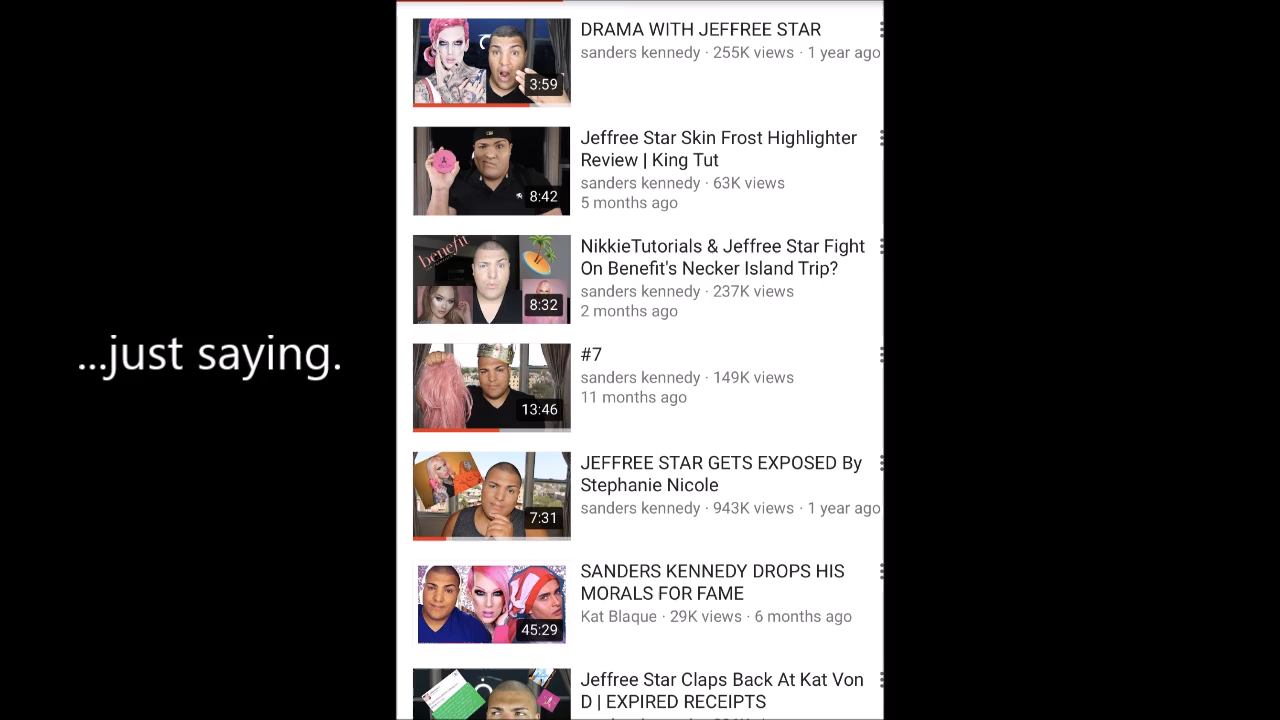 ...just saying.
DRAMA WITH JEFFREE STAR
sanders kennedy · 255K views · 1 year ago
3:59
Jeffree Star Skin Frost Highlighter
Review | King Tut
sanders kennedy · 63K views
5 months ago
8:42
benefit
NikkieTutorials & Jeffree Star Fight
On Benefit's Necker Island Trip?
sanders kennedy · 237K views
2 months ago
8:32
#7
sanders kennedy · 149K views
11 months ago
13:46
JEFFREE STAR GETS EXPOSED By
Stephanie Nicole
sanders kennedy · 943K views · 1 year ago
7:31
SANDERS KENNEDY DROPS HIS
MORALS FOR FAME
Kat Blaque · 29K views · 6 months ago
45:29
Jeffree Star Claps Back At Kat Von
D | EXPIRED RECEIPTS